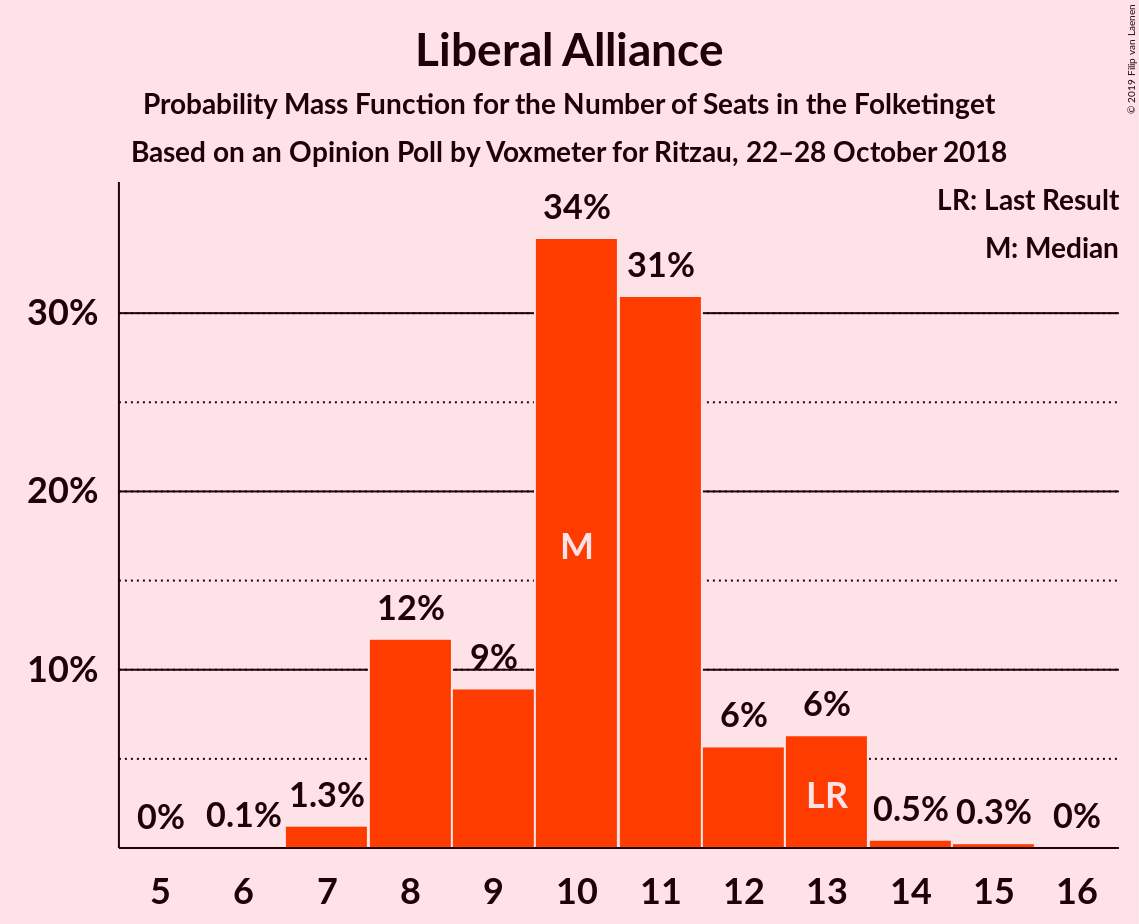 Liberal Alliance
Probability Mass Function for the Number of Seats in the Folketinget
Based on an Opinion Poll by Voxmeter for Ritzau, 22–28 October 2018
© 2019 Filip van Laenen
LR: Last Result
M: Median
34%
31%
30%
20%
M
12%
9%
10%
6%
6%
1.3%
LR
0%
0.1%
0.5%
0.3%
0%
5 6 7 8 9 10 11 12 13 14 15 16